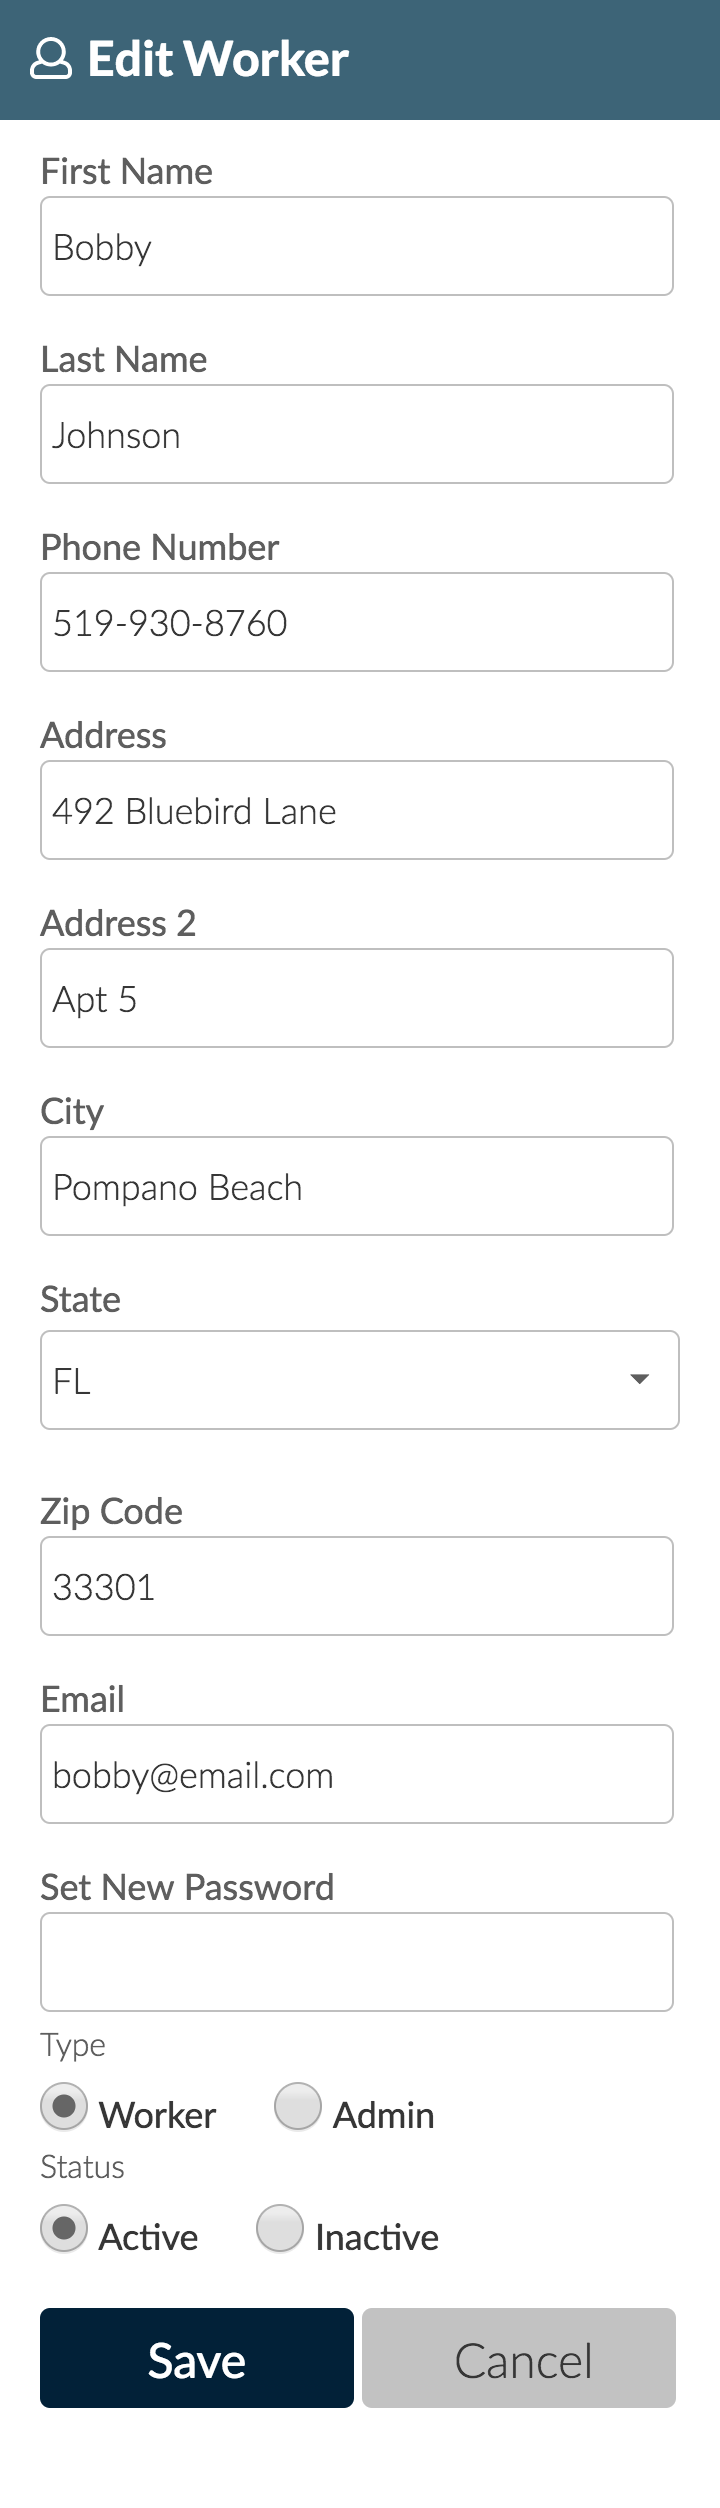 Edit Worker
First Name
Bobby
Last Name
Johnson
Phone Number
519-930-8760
Address
492 Bluebird Lane
Address 2
Apt 5
City
Pompano Beach
State
FL
Zip Code
33301
Email
bobby@email.com
Set New Password
Type
Worker Admin
Status
Active Inactive
Save Cancel